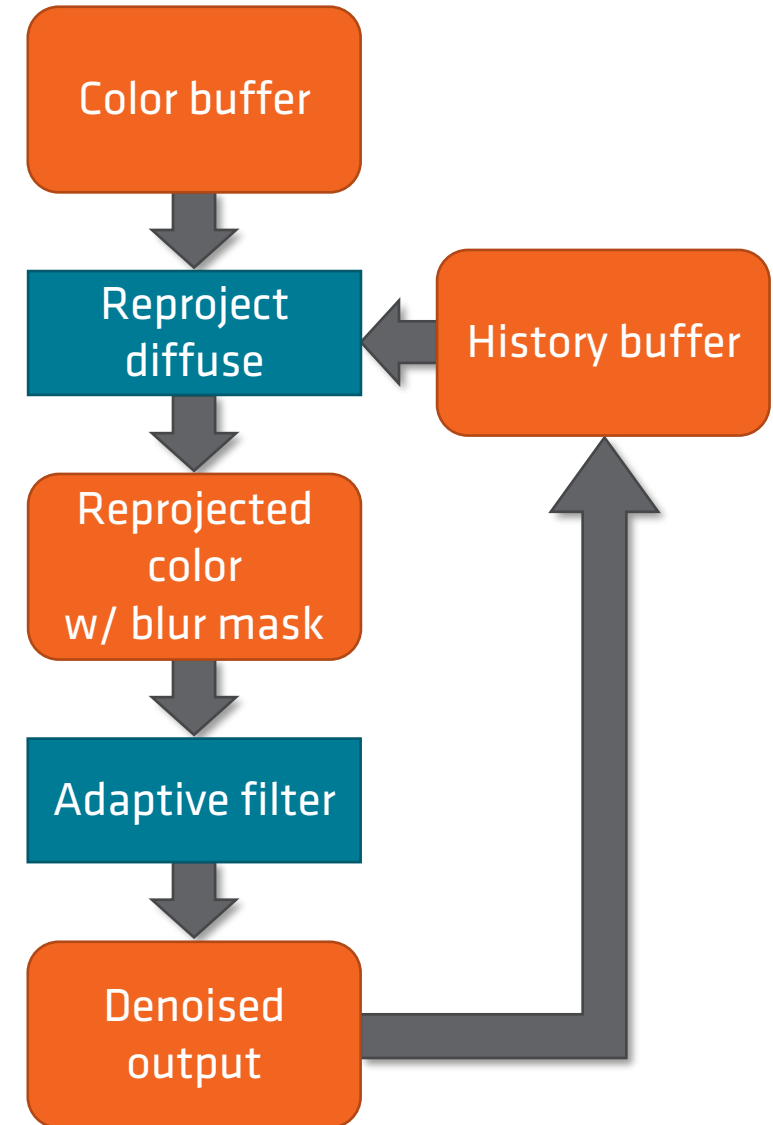 Color buffer
Reproject
diffuse
History buffer
Reprojected
color
w/ blur mask
Adaptive filter
Denoised
output